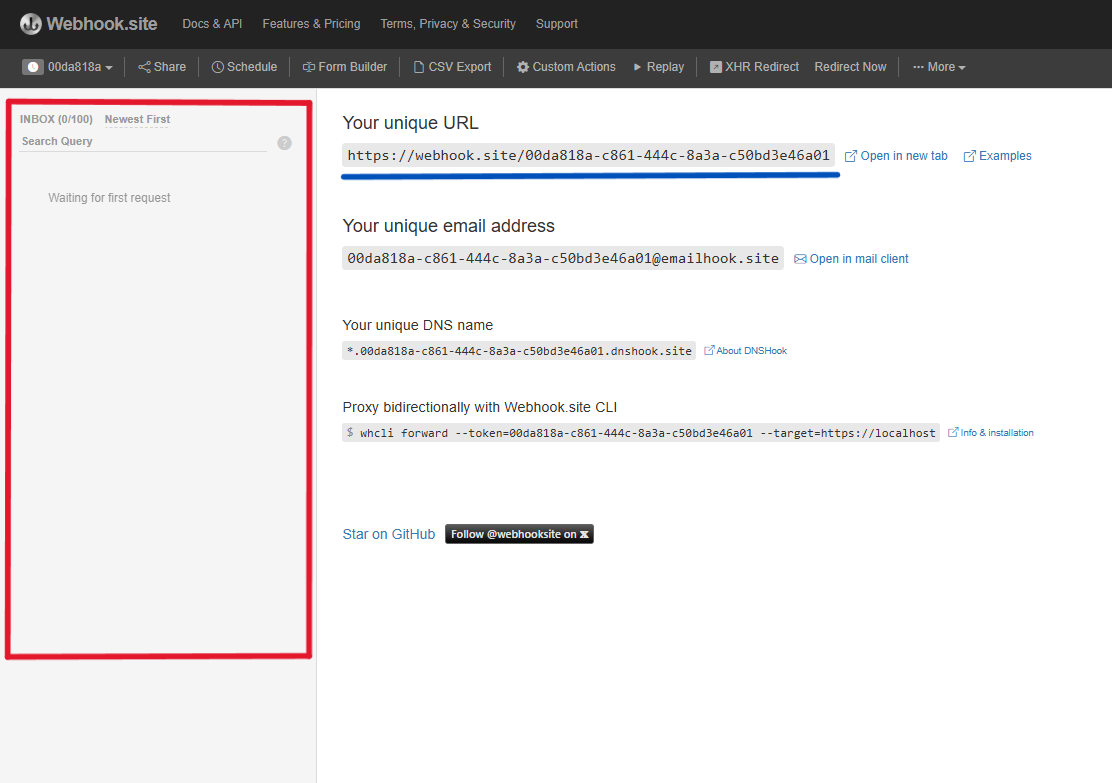 Webhook.site Docs & API Features & Pricing Terms, Privacy & Security Support
00da818a Share Schedule Form Builder CSV Export Custom Actions Replay XHR Redirect Redirect Now ··· More
INBOX (0/100) Newest First
Search Query ?
Waiting for first request
Your unique URL
https://webhook.site/00da818a-c861-444c-8a3a-c50bd3e46a01 Open in new tab Examples
Your unique email address
00da818a-c861-444c-8a3a-c50bd3e46a01@emailhook.site Open in mail client
Your unique DNS name
*.00da818a-c861-444c-8a3a-c50bd3e46a01.dnshook.site About DNSHook
Proxy bidirectionally with Webhook.site CLI
$ whcli forward --token=00da818a-c861-444c-8a3a-c50bd3e46a01 --target=https://localhost Info & installation
Star on GitHub Follow @webhooksite on X